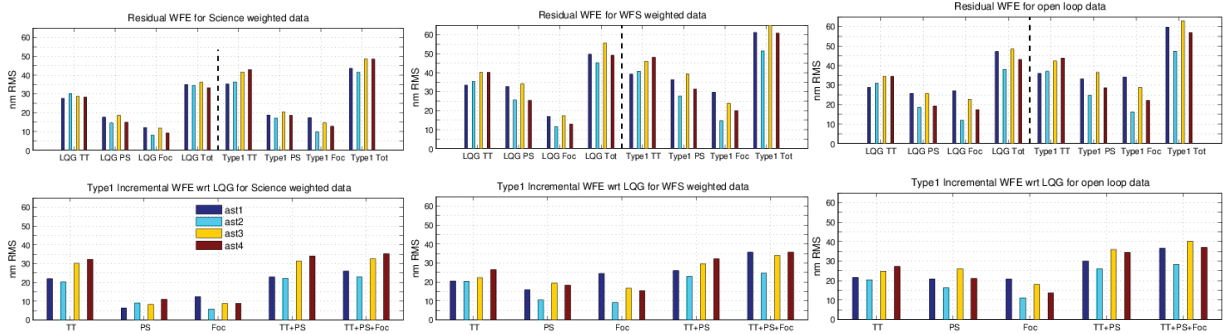 Residual WFE for Science weighted data
nm RMS
60
50
40
30
20
10
0
LQG TT LQG PS LQG Foc LQG Tot Type1 TT Type1 PS Type1 Foc Type1 Tot
Residual WFE for WFS weighted data
nm RMS
60
50
40
30
20
10
0
LQG TT LQG PS LQG Foc LQG Tot Type1 TT Type1 PS Type1 Foc Type1 Tot
Residual WFE for open loop data
nm RMS
60
50
40
30
20
10
0
LQG TT LQG PS LQG Foc LQG Tot Type1 TT Type1 PS Type1 Foc Type1 Tot
Type1 Incremental WFE wrt LQG for Science weighted data
nm RMS
60
50
40
30
20
10
0
ast1
ast2
ast3
ast4
TT PS Foc TT+PS TT+PS+Foc
Type1 Incremental WFE wrt LQG for WFS weighted data
nm RMS
60
50
40
30
20
10
0
TT PS Foc TT+PS TT+PS+Foc
Type1 Incremental WFE wrt LQG for open loop data
nm RMS
60
50
40
30
20
10
0
TT PS Foc TT+PS TT+PS+Foc